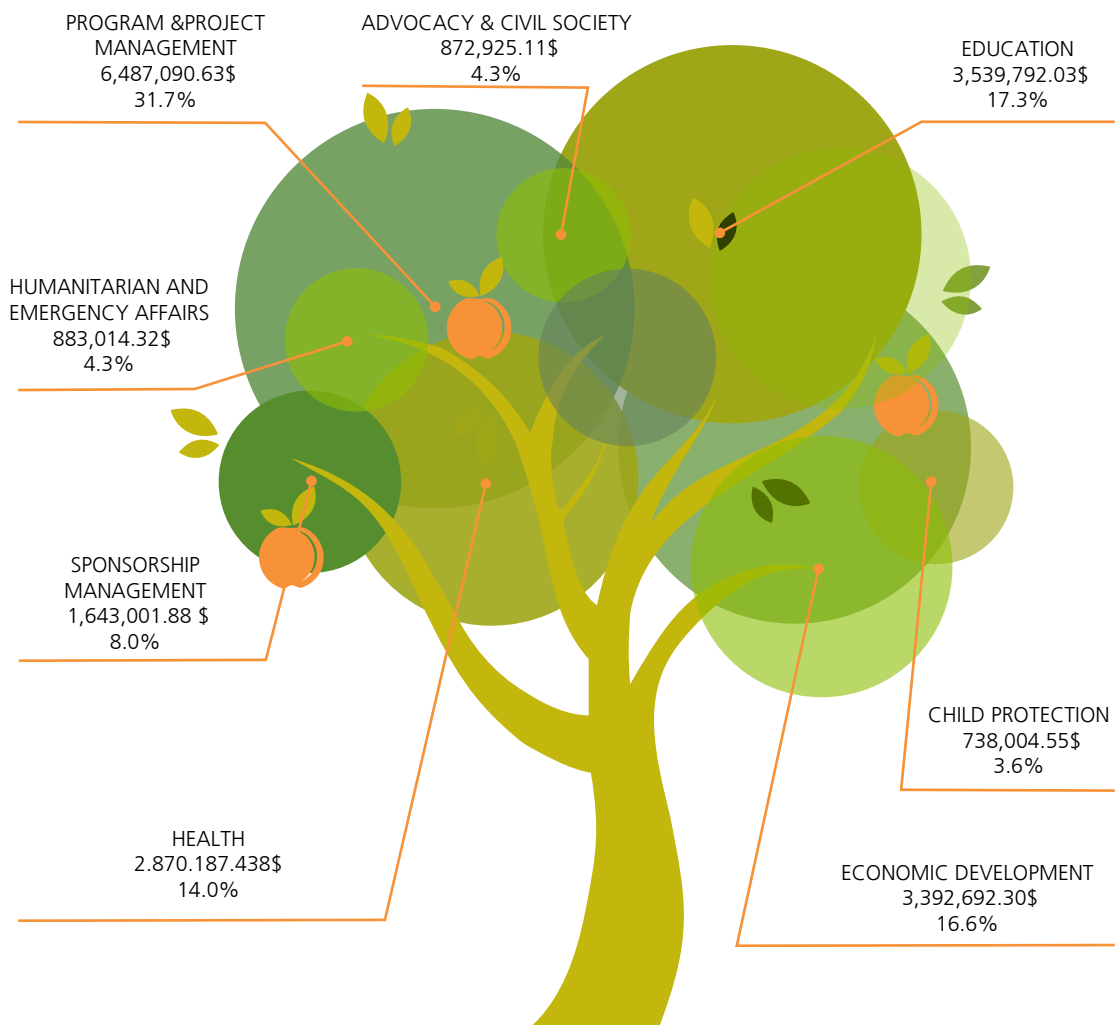 PROGRAM &PROJECT
MANAGEMENT
6,487,090.63$
31.7%
ADVOCACY & CIVIL SOCIETY
872,925.11$
4.3%
EDUCATION
3,539,792.03$
17.3%
HUMANITARIAN AND
EMERGENCY AFFAIRS
883,014.32$
4.3%
SPONSORSHIP
MANAGEMENT
1,643,001.88 $
8.0%
CHILD PROTECTION
738,004.55$
3.6%
HEALTH
2.870.187.438$
14.0%
ECONOMIC DEVELOPMENT
3,392,692.30$
16.6%